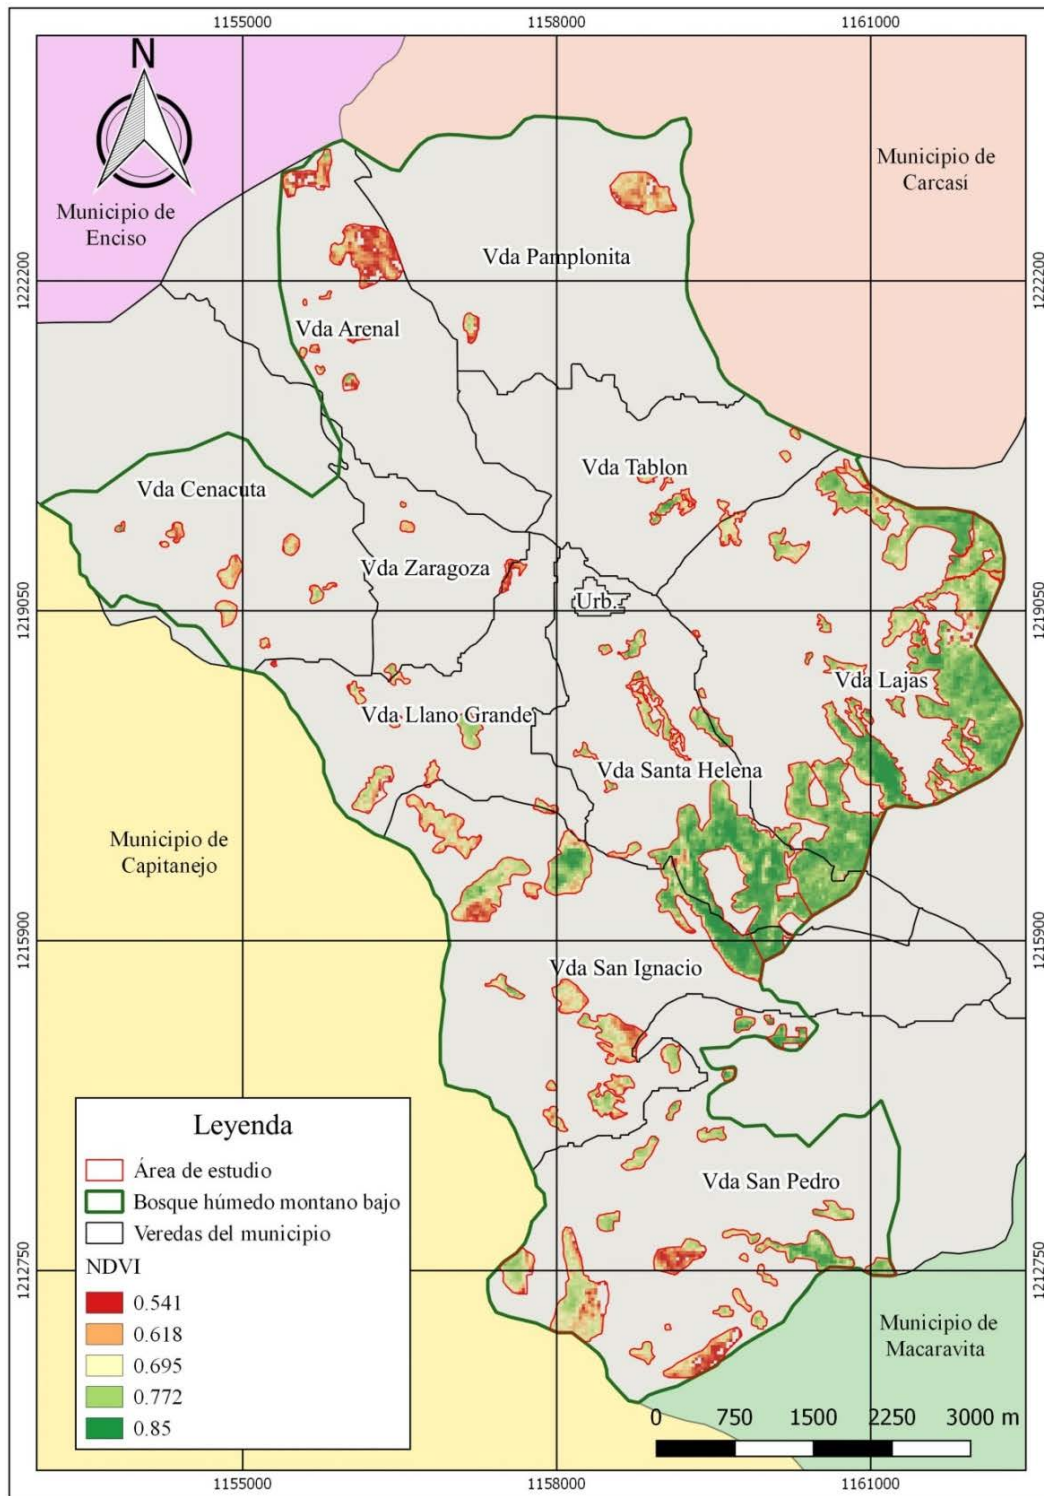 1155000
1158000
1161000
N
Municipio de
Enciso
Municipio de
Carcasí
Vda Pamplonita
1222200
1222200
Vda Arenal
Vda Tablon
Vda Cenacuta
Vda Zaragoza
Urb.
1219050
1219050
Vda Lajas
Vda Llano Grande
Vda Santa Helena
Municipio de
Capitanejo
1215900
1215900
Vda San Ignacio
Leyenda
Área de estudio
Bosque húmedo montano bajo
Veredas del municipio
NDVI
0.541
0.618
0.695
0.772
0.85
Vda San Pedro
1212750
1212750
Municipio de
Macaravita
0 750 1500 2250 3000 m
1155000
1158000
1161000